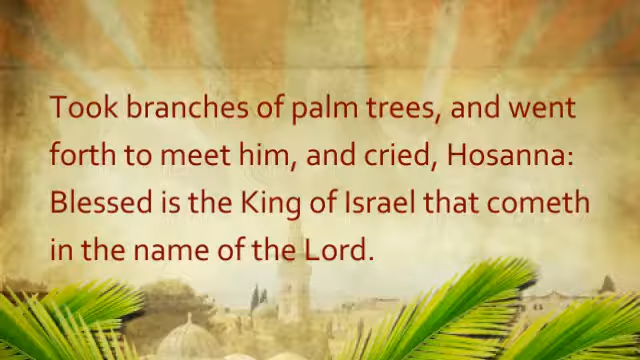 Took branches of palm trees, and went
forth to meet him, and cried, Hosanna:
Blessed is the King of Israel that cometh
in the name of the Lord.